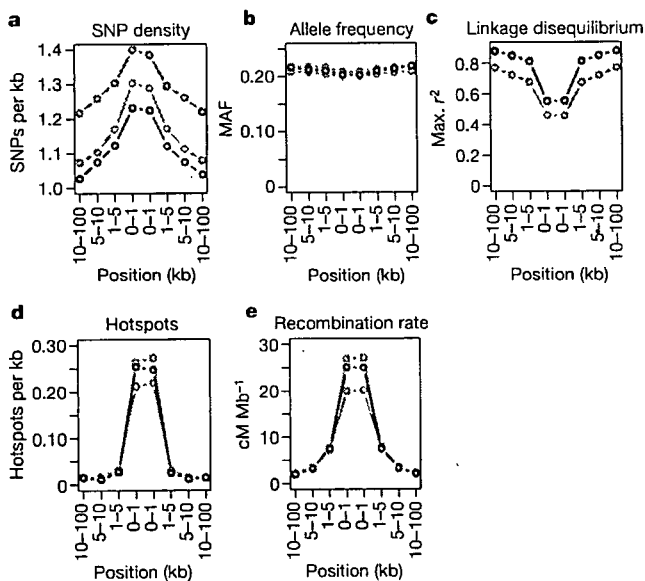 a SNP density
1.4
1.3
1.2
1.1
1.0
SNPs per kb
10–100 5–10 1–5 0–1 0–1 1–5 5–10 10–100
Position (kb)
b Allele frequency
0.20
0.10
0
MAF
10–100 5–10 1–5 0–1 0–1 1–5 5–10 10–100
Position (kb)
c Linkage disequilibrium
0.8
0.6
0.4
0.2
0
Max. r²
10–100 5–10 1–5 0–1 0–1 1–5 5–10 10–100
Position (kb)
d Hotspots
0.30
0.20
0.10
0
Hotspots per kb
10–100 5–10 1–5 0–1 0–1 1–5 5–10 10–100
Position (kb)
e Recombination rate
30
20
10
0
cM Mb⁻¹
10–100 5–10 1–5 0–1 0–1 1–5 5–10 10–100
Position (kb)